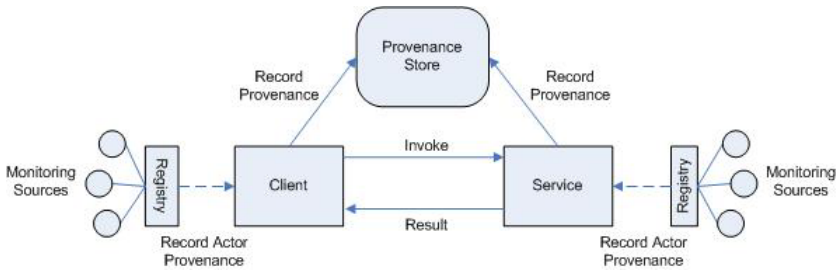 Provenance
Store
Record
Provenance
Record
Provenance
Monitoring
Sources
Registry
Client
Invoke
Result
Service
Registry
Monitoring
Sources
Record Actor
Provenance
Record Actor
Provenance